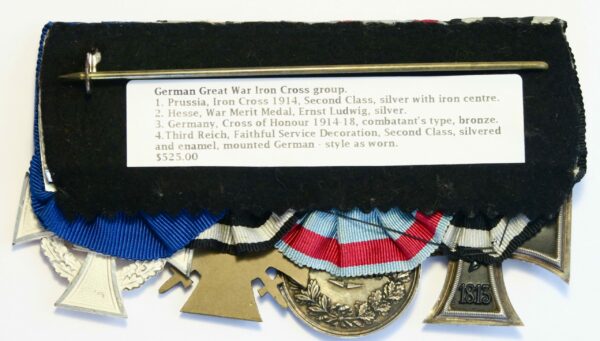 German Great War Iron Cross group.
1. Prussia, Iron Cross 1914, Second Class, silver with iron centre.
2. Hesse, War Merit Medal, Ernst Ludwig, silver.
3. Germany, Cross of Honour 1914-18, combatant's type, bronze.
4.Third Reich, Faithful Service Decoration, Second Class, silvered
and enamel, mounted German - style as worn.
$525.00
1813